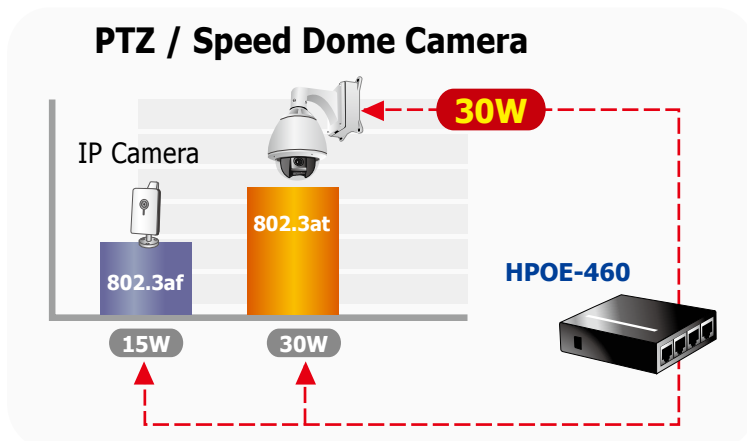 PTZ / Speed Dome Camera
30W
IP Camera
802.3at
802.3af
HPOE-460
15W
30W